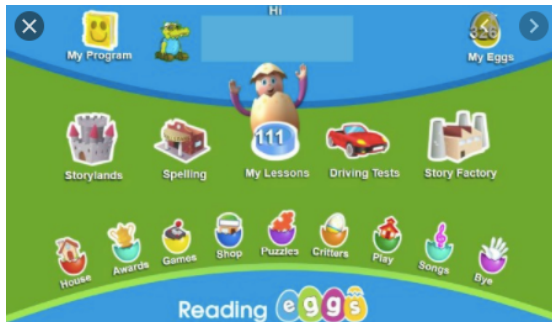 Hi
326
My Program
My Eggs
111
Storylands
Spelling
My Lessons
Driving Tests
Story Factory
House
Awards
Games
Shop
Puzzles
Critters
Play
Songs
Bye
Reading eggs